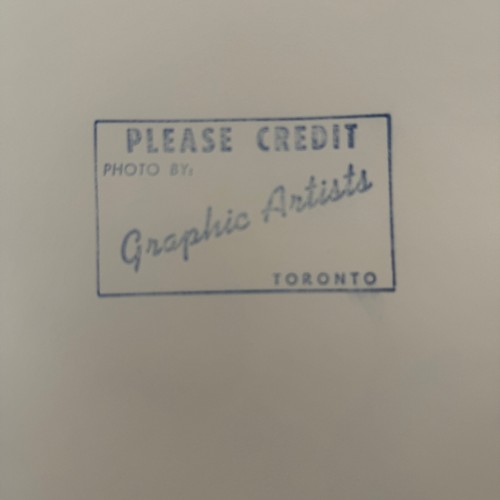 PLEASE CREDIT
PHOTO BY:
Graphic Artists
TORONTO